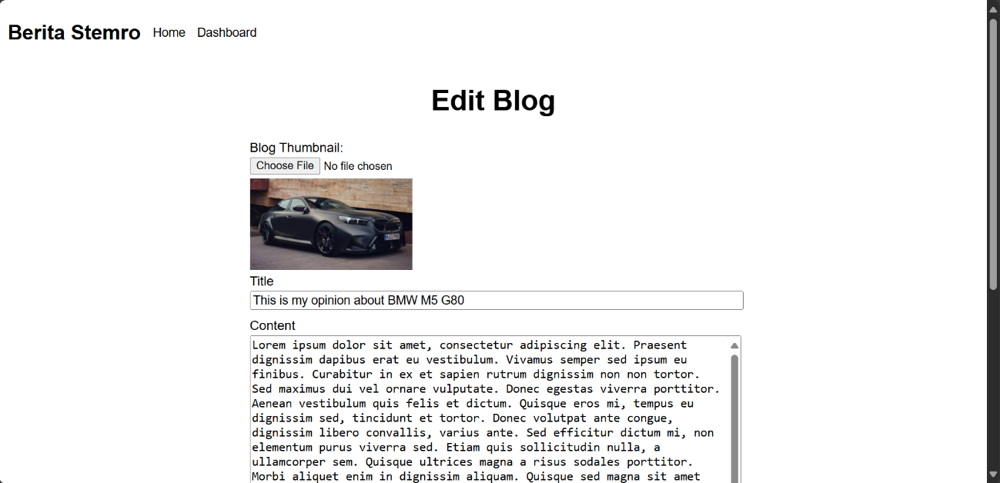 Berita Stemro Home Dashboard
Edit Blog
Blog Thumbnail:
Choose File No file chosen
Title
This is my opinion about BMW M5 G80
Content
Lorem ipsum dolor sit amet, consectetur adipiscing elit. Praesent
dignissim dapibus erat eu vestibulum. Vivamus semper sed ipsum eu
finibus. Curabitur in ex et sapien rutrum dignissim non non tortor.
Sed maximus dui vel ornare vulputate. Donec egestas viverra porttitor.
Aenean vestibulum quis felis et dictum. Quisque eros mi, tempus eu
dignissim sed, tincidunt et tortor. Donec volutpat ante congue,
dignissim libero convallis, varius ante. Sed efficitur dictum mi, non
elementum purus viverra sed. Etiam quis sollicitudin nulla, a
ullamcorper sem. Quisque ultrices magna a risus sodales porttitor.
Morbi aliquet enim in dignissim aliquam. Quisque sed magna sit amet